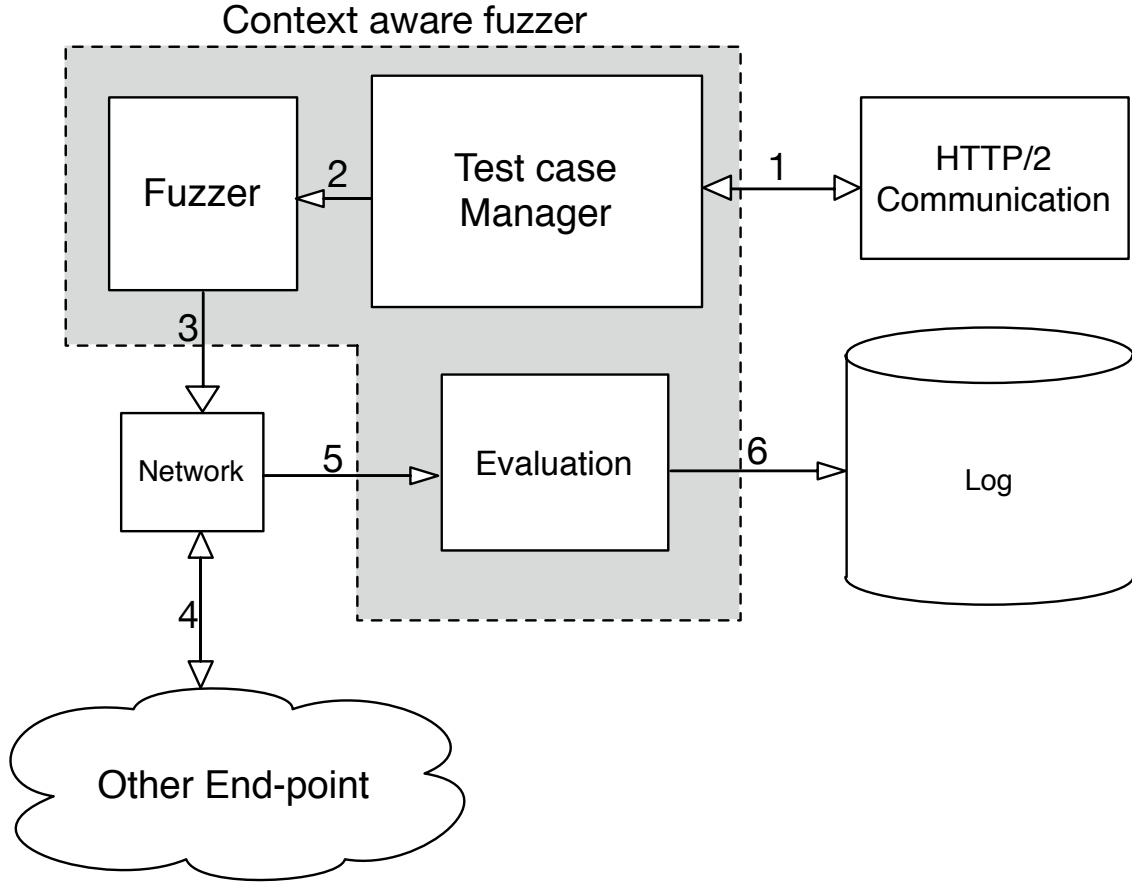 Context aware fuzzer
Fuzzer
2
Test case
Manager
1
HTTP/2
Communication
3
Network
5
Evaluation
6
Log
4
Other End-point